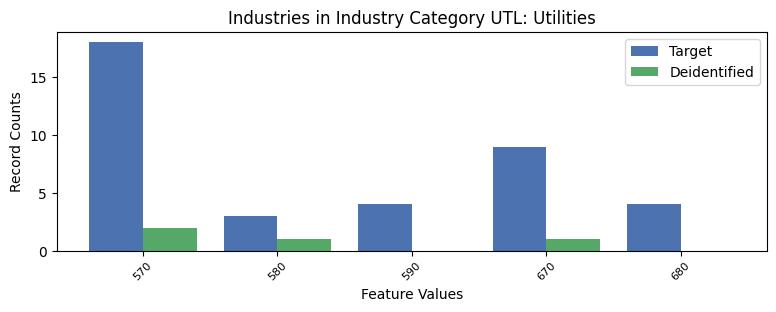 Industries in Industry Category UTL: Utilities
Target
Deidentified
Record Counts
15
10
5
0
570
580
590
670
680
Feature Values